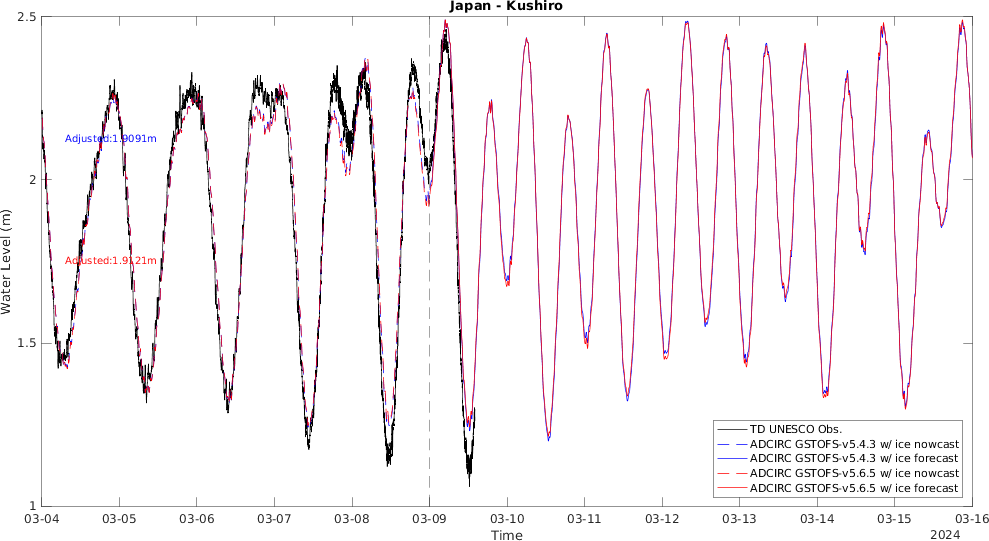 Japan - Kushiro
2.5
2
1.5
1
Water Level (m)
Adjusted:1.9091m
Adjusted:1.9121m
TD UNESCO Obs.
ADCIRC GSTOFS-v5.4.3 w/ ice nowcast
ADCIRC GSTOFS-v5.4.3 w/ ice forecast
ADCIRC GSTOFS-v5.6.5 w/ ice nowcast
ADCIRC GSTOFS-v5.6.5 w/ ice forecast
03-04 03-05 03-06 03-07 03-08 03-09 03-10 03-11 03-12 03-13 03-14 03-15 03-16
Time
2024